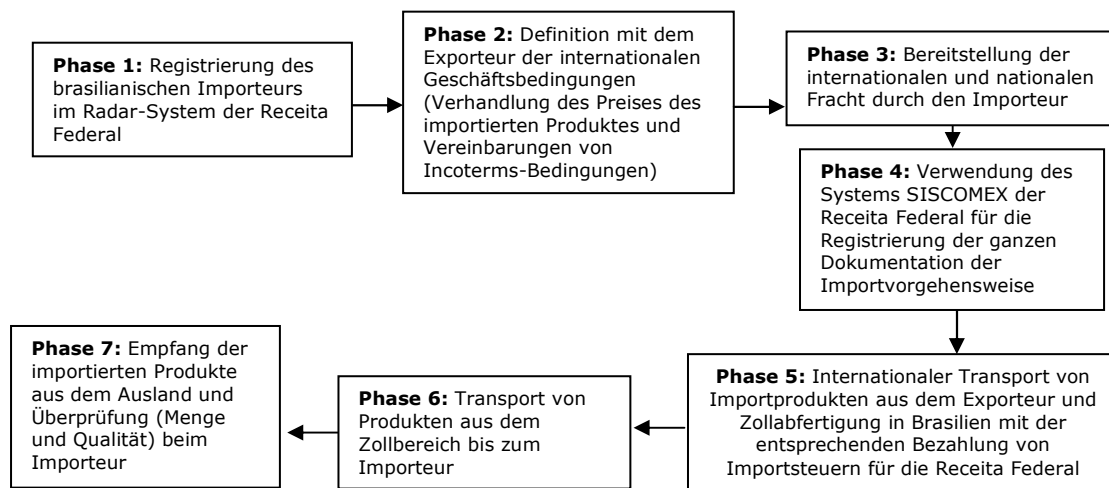 Phase 1: Registrierung des
brasilianischen Importeurs
im Radar-System der Receita
Federal
Phase 2: Definition mit dem
Exporteur der internationalen
Geschäftsbedingungen
(Verhandlung des Preises des
importierten Produktes und
Vereinbarungen von
Incoterms-Bedingungen)
Phase 3: Bereitstellung der
internationalen und nationalen
Fracht durch den Importeur
Phase 4: Verwendung des
Systems SISCOMEX der
Receita Federal für die
Registrierung der ganzen
Dokumentation der
Importvorgehensweise
Phase 5: Internationaler Transport von
Importprodukten aus dem Exporteur und
Zollabfertigung in Brasilien mit der
entsprechenden Bezahlung von
Importsteuern für die Receita Federal
Phase 6: Transport von
Produkten aus dem
Zollbereich bis zum
Importeur
Phase 7: Empfang der
importierten Produkte
aus dem Ausland und
Überprüfung (Menge
und Qualität) beim
Importeur